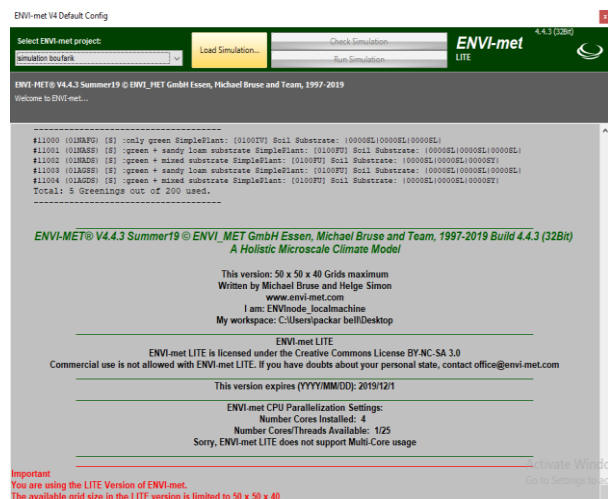 ENVI-met V4 Default Config
x
4.4.3 (32Bit)
Select ENVI-met project:
simulation boufarik
Load Simulation...
Check Simulation
Run Simulation
ENVI-met
LITE
ENVI-MET® V4.4.3 Summer19 © ENVI_MET GmbH Essen, Michael Bruse and Team, 1997-2019
Welcome to ENVI-met...
#11000 (01NAFG) [S] :only green SimplePlant: [0100IV] Soil Substrate: |0000SL|0000SL|0000SL|
#11001 (01NASS) [S] :green + sandy loam substrate SimplePlant: [0100FU] Soil Substrate: |0000SL|0000SL|0000SL|
#11002 (01NADS) [S] :green + mixed substrate SimplePlant: [0100FU] Soil Substrate: |0000SL|0000SL|0000SY|
#11003 (01AGSS) [S] :green + sandy loam substrate SimplePlant: [0100FU] Soil Substrate: |0000SL|0000SL|0000SL|
#11004 (01AGDS) [S] :green + mixed substrate SimplePlant: [0100FU] Soil Substrate: |0000SL|0000SL|0000SY|
Total: 5 Greenings out of 200 used.
ENVI-MET® V4.4.3 Summer19 © ENVI_MET GmbH Essen, Michael Bruse and Team, 1997-2019 Build 4.4.3 (32Bit)
A Holistic Microscale Climate Model
This version: 50 x 50 x 40 Grids maximum
Written by Michael Bruse and Helge Simon
www.envi-met.com
I am: ENVInode_localmachine
My workspace: C:\Users\packar bell\Desktop
ENVI-met LITE
ENVI-met LITE is licensed under the Creative Commons License BY-NC-SA 3.0
Commercial use is not allowed with ENVI-met LITE. If you have doubts about your personal state, contact office@envi-met.com
This version expires (YYYY/MM/DD): 2019/12/1
ENVI-met CPU Parallelization Settings:
Number Cores Installed: 4
Number Cores/Threads Available: 1/25
Sorry, ENVI-met LITE does not support Multi-Core usage
Activate Windo
Go to Settings to ac
Important
You are using the LITE Version of ENVI-met.
The available grid size in the LITE version is limited to 50 x 50 x 40